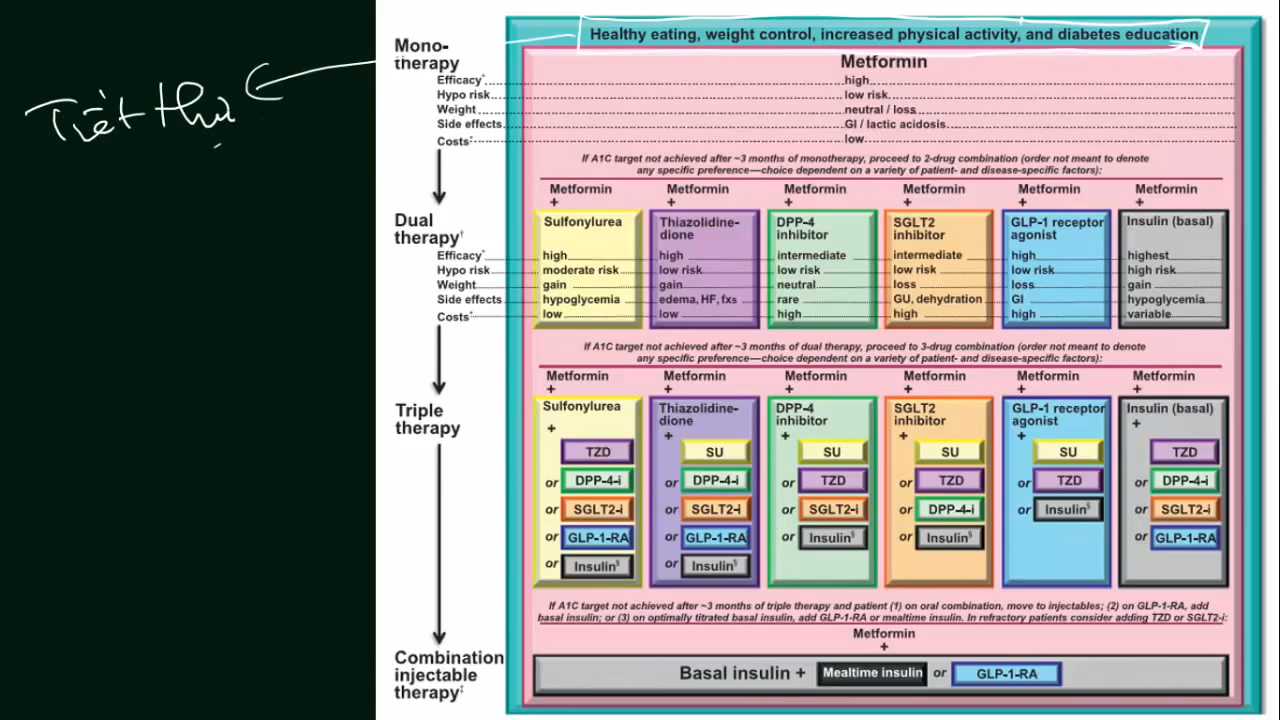 Tiết thực
Healthy eating, weight control, increased physical activity, and diabetes education
Mono-
therapy
Metformin
Efficacy* high
Hypo risk low risk
Weight neutral / loss
Side effects GI / lactic acidosis
Costs* low
If A1C target not achieved after ~3 months of monotherapy, proceed to 2-drug combination (order not meant to denote
any specific preference—choice dependent on a variety of patient- and disease-specific factors):
Metformin Metformin Metformin Metformin Metformin Metformin
+ + + + + +
Dual
therapy†
Sulfonylurea Thiazolidine- DPP-4 SGLT2 GLP-1 receptor Insulin (basal)
dione inhibitor inhibitor agonist
Efficacy* high high intermediate intermediate high highest
Hypo risk moderate risk low risk low risk low risk low risk high risk
Weight gain gain neutral loss loss gain
Side effects hypoglycemia edema, HF, fxs rare GU, dehydration GI hypoglycemia
Costs* low low high high high variable
If A1C target not achieved after ~3 months of dual therapy, proceed to 3-drug combination (order not meant to denote
any specific preference—choice dependent on a variety of patient- and disease-specific factors):
Metformin Metformin Metformin Metformin Metformin Metformin
+ + + + + +
Triple
therapy
Sulfonylurea Thiazolidine- DPP-4 SGLT2 GLP-1 receptor Insulin (basal)
dione inhibitor inhibitor agonist
+ + + + + +
TZD SU SU SU SU TZD
or DPP-4-i or DPP-4-i or TZD or TZD or TZD or DPP-4-i
or SGLT2-i or SGLT2-i or SGLT2-i or DPP-4-i or Insulin§ or SGLT2-i
or GLP-1-RA or GLP-1-RA or Insulin§ or Insulin§ or GLP-1-RA
or Insulin§ or Insulin§
If A1C target not achieved after ~3 months of triple therapy and patient (1) on oral combination, move to injectables; (2) on GLP-1-RA, add
basal insulin; or (3) on optimally titrated basal insulin, add GLP-1-RA or mealtime insulin. In refractory patients consider adding TZD or SGLT2-i:
Metformin
+
Combination
injectable
therapy‡
Basal insulin + Mealtime insulin or GLP-1-RA